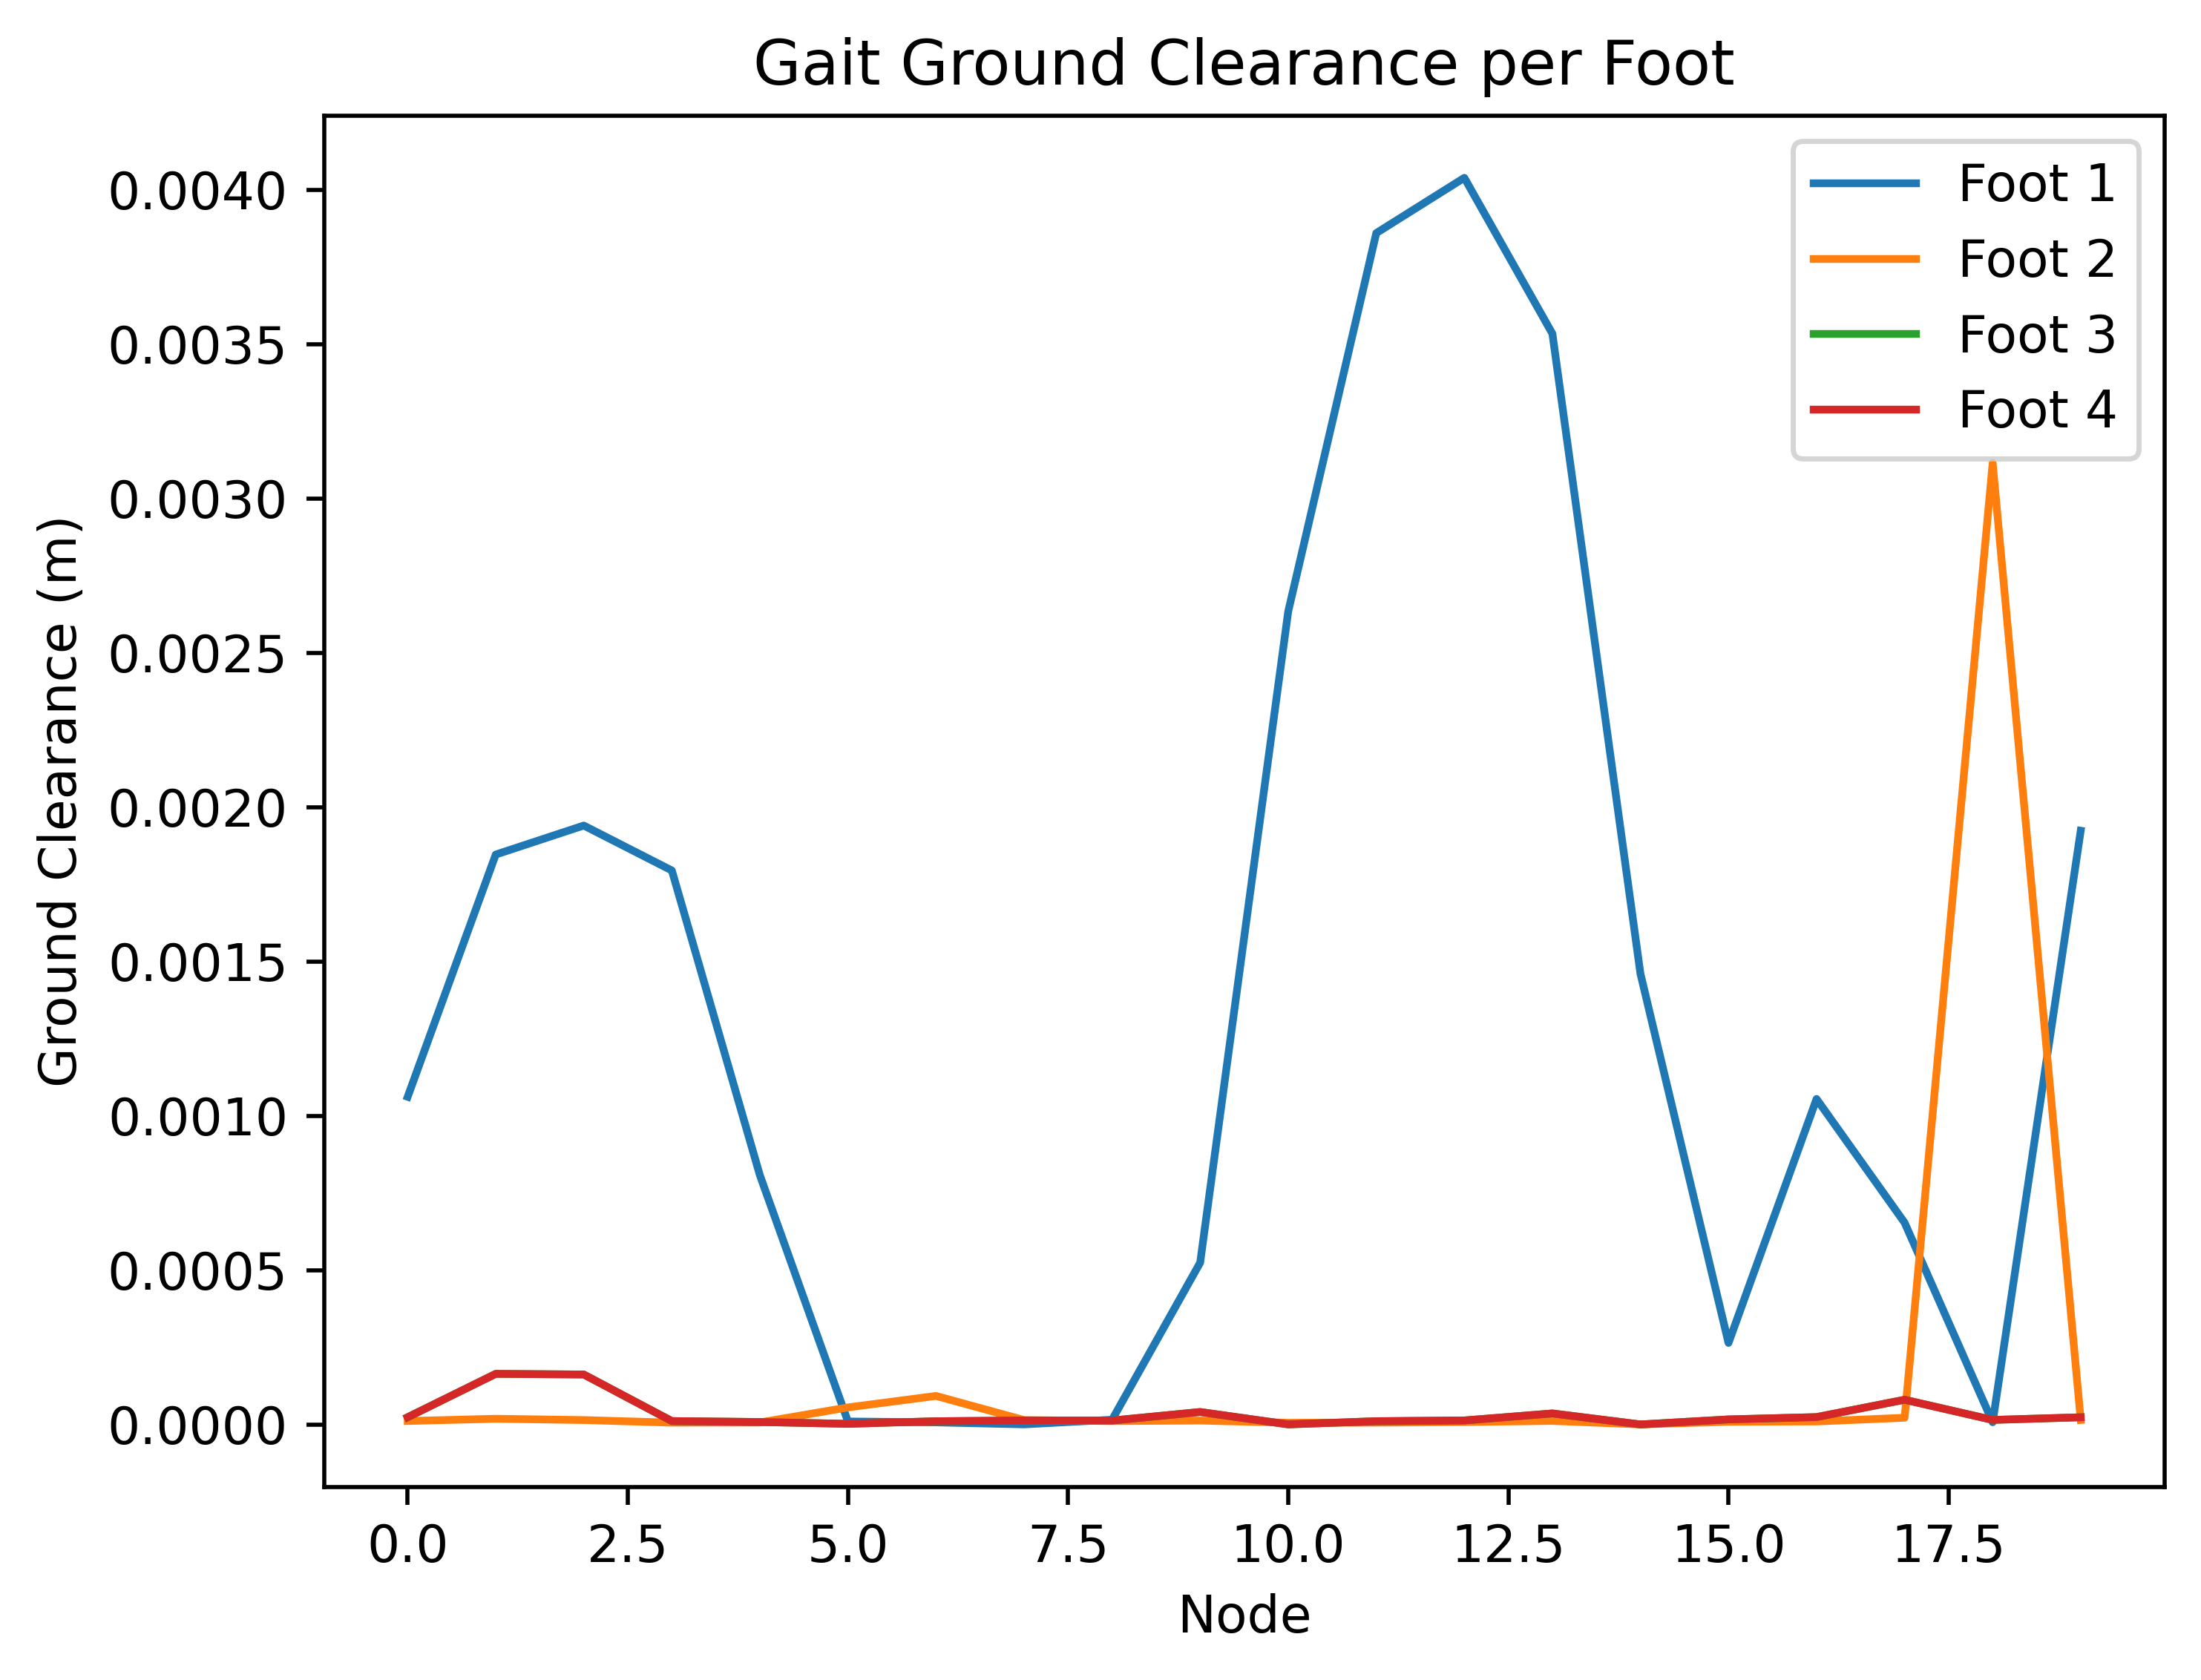 Gait Ground Clearance per Foot
Foot 1
Foot 2
Foot 3
Foot 4
Ground Clearance (m)
0.0040
0.0035
0.0030
0.0025
0.0020
0.0015
0.0010
0.0005
0.0000
0.0 2.5 5.0 7.5 10.0 12.5 15.0 17.5
Node